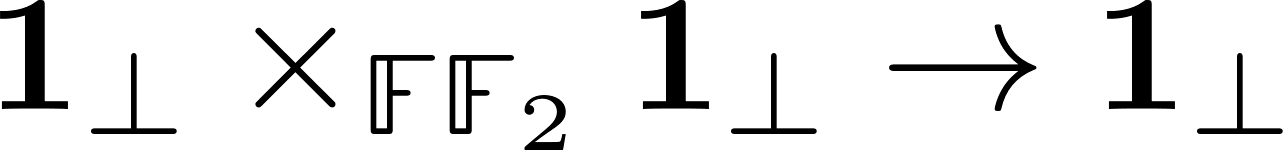 1⊥ ×𝔽𝔽₂ 1⊥ → 1⊥